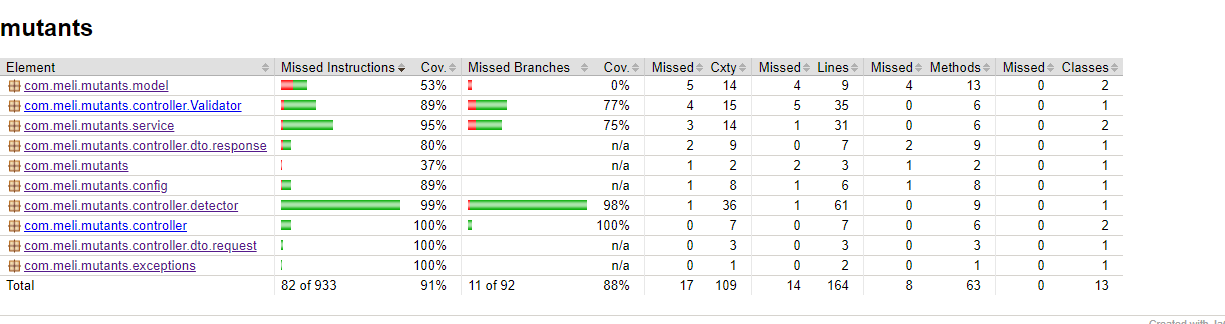 mutants
Element Missed Instructions Cov. Missed Branches Cov. Missed Cxty Missed Lines Missed Methods Missed Classes
com.meli.mutants.model 53% 0% 5 14 4 9 4 13 0 2
com.meli.mutants.controller.Validator 89% 77% 4 15 5 35 0 6 0 1
com.meli.mutants.service 95% 75% 3 14 1 31 0 6 0 2
com.meli.mutants.controller.dto.response 80% n/a 2 9 0 7 2 9 0 1
com.meli.mutants 37% n/a 1 2 2 3 1 2 0 1
com.meli.mutants.config 89% n/a 1 8 1 6 1 8 0 1
com.meli.mutants.controller.detector 99% 98% 1 36 1 61 0 9 0 1
com.meli.mutants.controller 100% 100% 0 7 0 7 0 6 0 2
com.meli.mutants.controller.dto.request 100% n/a 0 3 0 3 0 3 0 1
com.meli.mutants.exceptions 100% n/a 0 1 0 2 0 1 0 1
Total 82 of 933 91% 11 of 92 88% 17 109 14 164 8 63 0 13
Created with